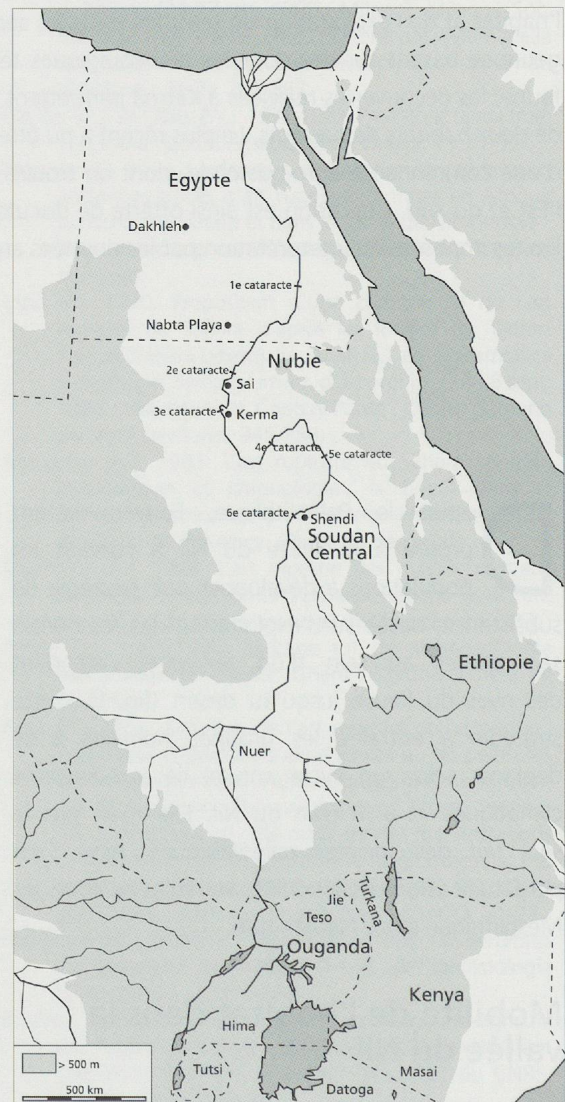 Egypte
Dakhleh
1e cataracte
Nabta Playa
Nubie
2e cataracte
Sai
3e cataracte
Kerma
4e cataracte
5e cataracte
6e cataracte
Shendi
Soudan
central
Ethiopie
Nuer
Jie
Turkana
Teso
Ouganda
Kenya
Hima
Tutsi
Masai
Datoga
> 500 m
500 km